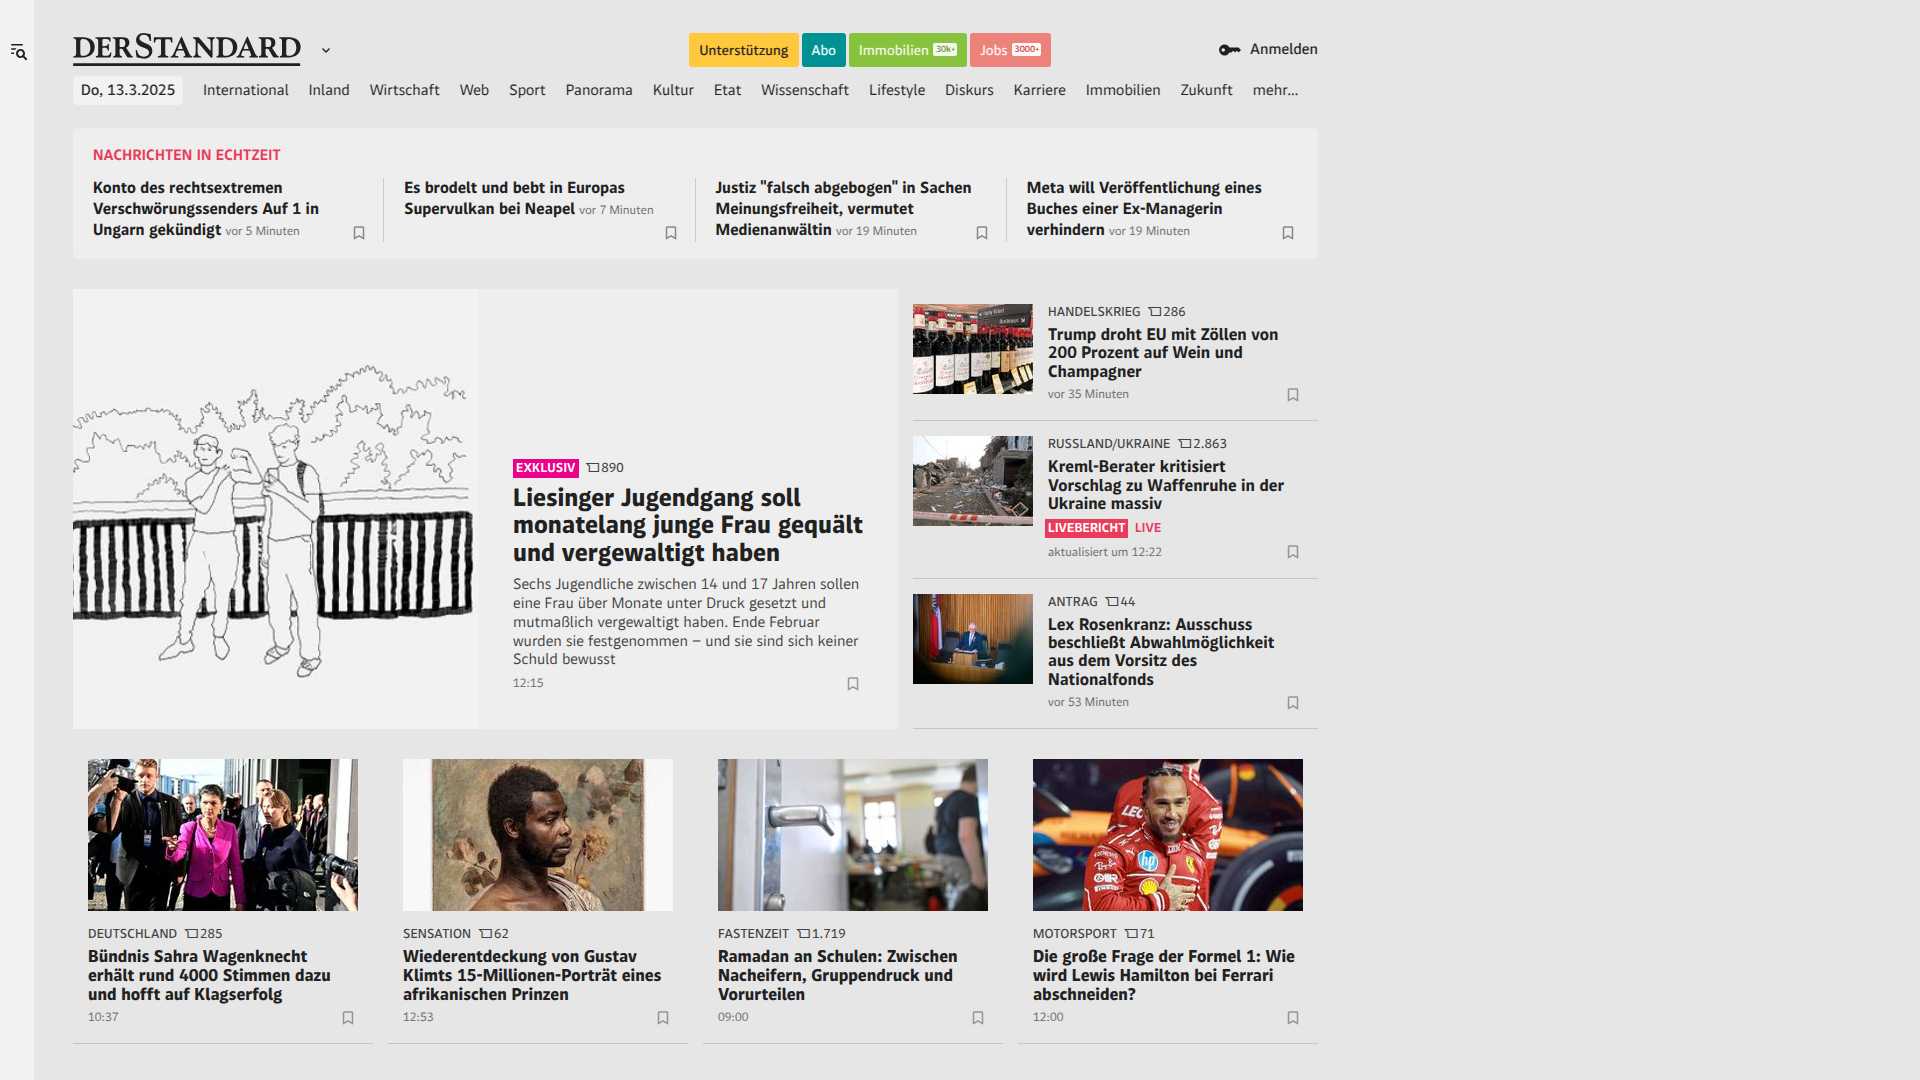 DERSTANDARD
Unterstützung
Abo
Immobilien 30k+
Jobs 3000+
Anmelden
Do, 13.3.2025
International
Inland
Wirtschaft
Web
Sport
Panorama
Kultur
Etat
Wissenschaft
Lifestyle
Diskurs
Karriere
Immobilien
Zukunft
mehr...
NACHRICHTEN IN ECHTZEIT
Konto des rechtsextremen
Verschwörungssenders Auf 1 in
Ungarn gekündigt vor 5 Minuten
Es brodelt und bebt in Europas
Supervulkan bei Neapel vor 7 Minuten
Justiz "falsch abgebogen" in Sachen
Meinungsfreiheit, vermutet
Medienanwältin vor 19 Minuten
Meta will Veröffentlichung eines
Buches einer Ex-Managerin
verhindern vor 19 Minuten
EXKLUSIV 890
Liesinger Jugendgang soll
monatelang junge Frau gequält
und vergewaltigt haben
Sechs Jugendliche zwischen 14 und 17 Jahren sollen
eine Frau über Monate unter Druck gesetzt und
mutmaßlich vergewaltigt haben. Ende Februar
wurden sie festgenommen – und sie sind sich keiner
Schuld bewusst
12:15
HANDELSKRIEG 286
Trump droht EU mit Zöllen von
200 Prozent auf Wein und
Champagner
vor 35 Minuten
RUSSLAND/UKRAINE 2.863
Kreml-Berater kritisiert
Vorschlag zu Waffenruhe in der
Ukraine massiv
LIVEBERICHT LIVE
aktualisiert um 12:22
ANTRAG 44
Lex Rosenkranz: Ausschuss
beschließt Abwahlmöglichkeit
aus dem Vorsitz des
Nationalfonds
vor 53 Minuten
DEUTSCHLAND 285
Bündnis Sahra Wagenknecht
erhält rund 4000 Stimmen dazu
und hofft auf Klagserfolg
10:37
SENSATION 62
Wiederentdeckung von Gustav
Klimts 15-Millionen-Porträt eines
afrikanischen Prinzen
12:53
FASTENZEIT 1.719
Ramadan an Schulen: Zwischen
Nacheifern, Gruppendruck und
Vorurteilen
09:00
LEC
hp
MOTORSPORT 71
Die große Frage der Formel 1: Wie
wird Lewis Hamilton bei Ferrari
abschneiden?
12:00